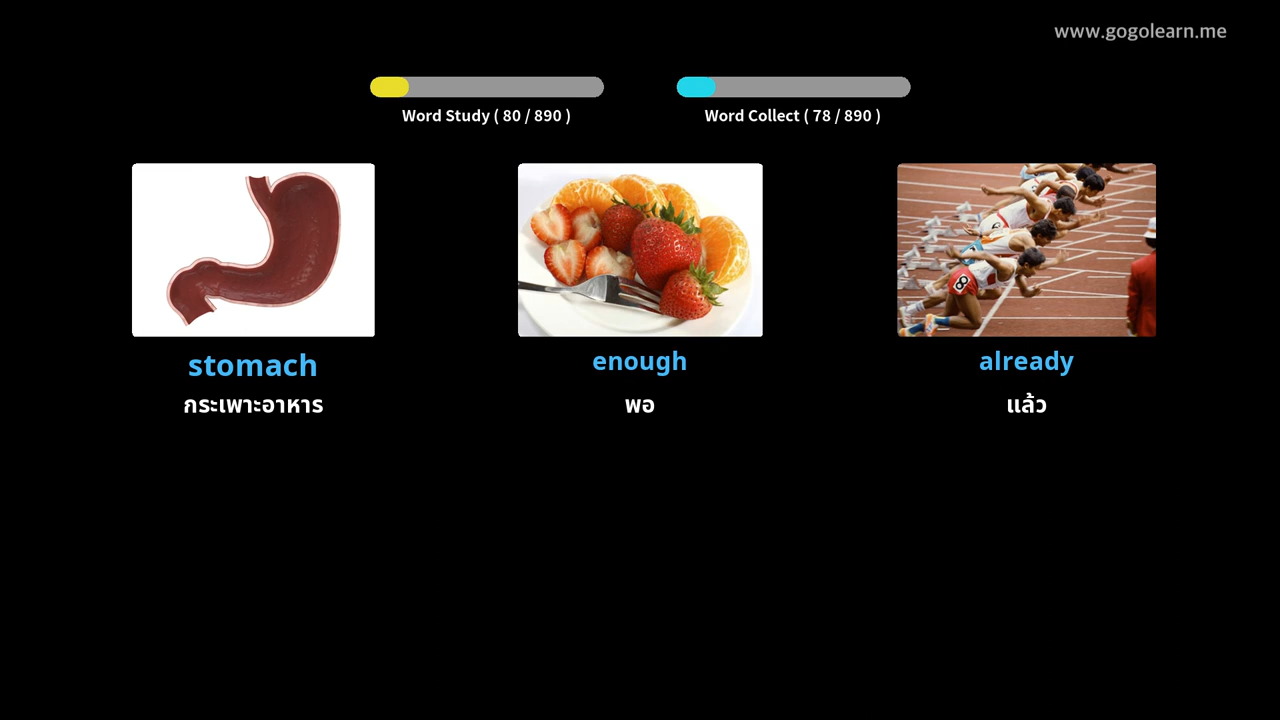 www.gogolearn.me
Word Study ( 80 / 890 )
Word Collect ( 78 / 890 )
stomach
กระเพาะอาหาร
enough
พอ
already
แล้ว
8